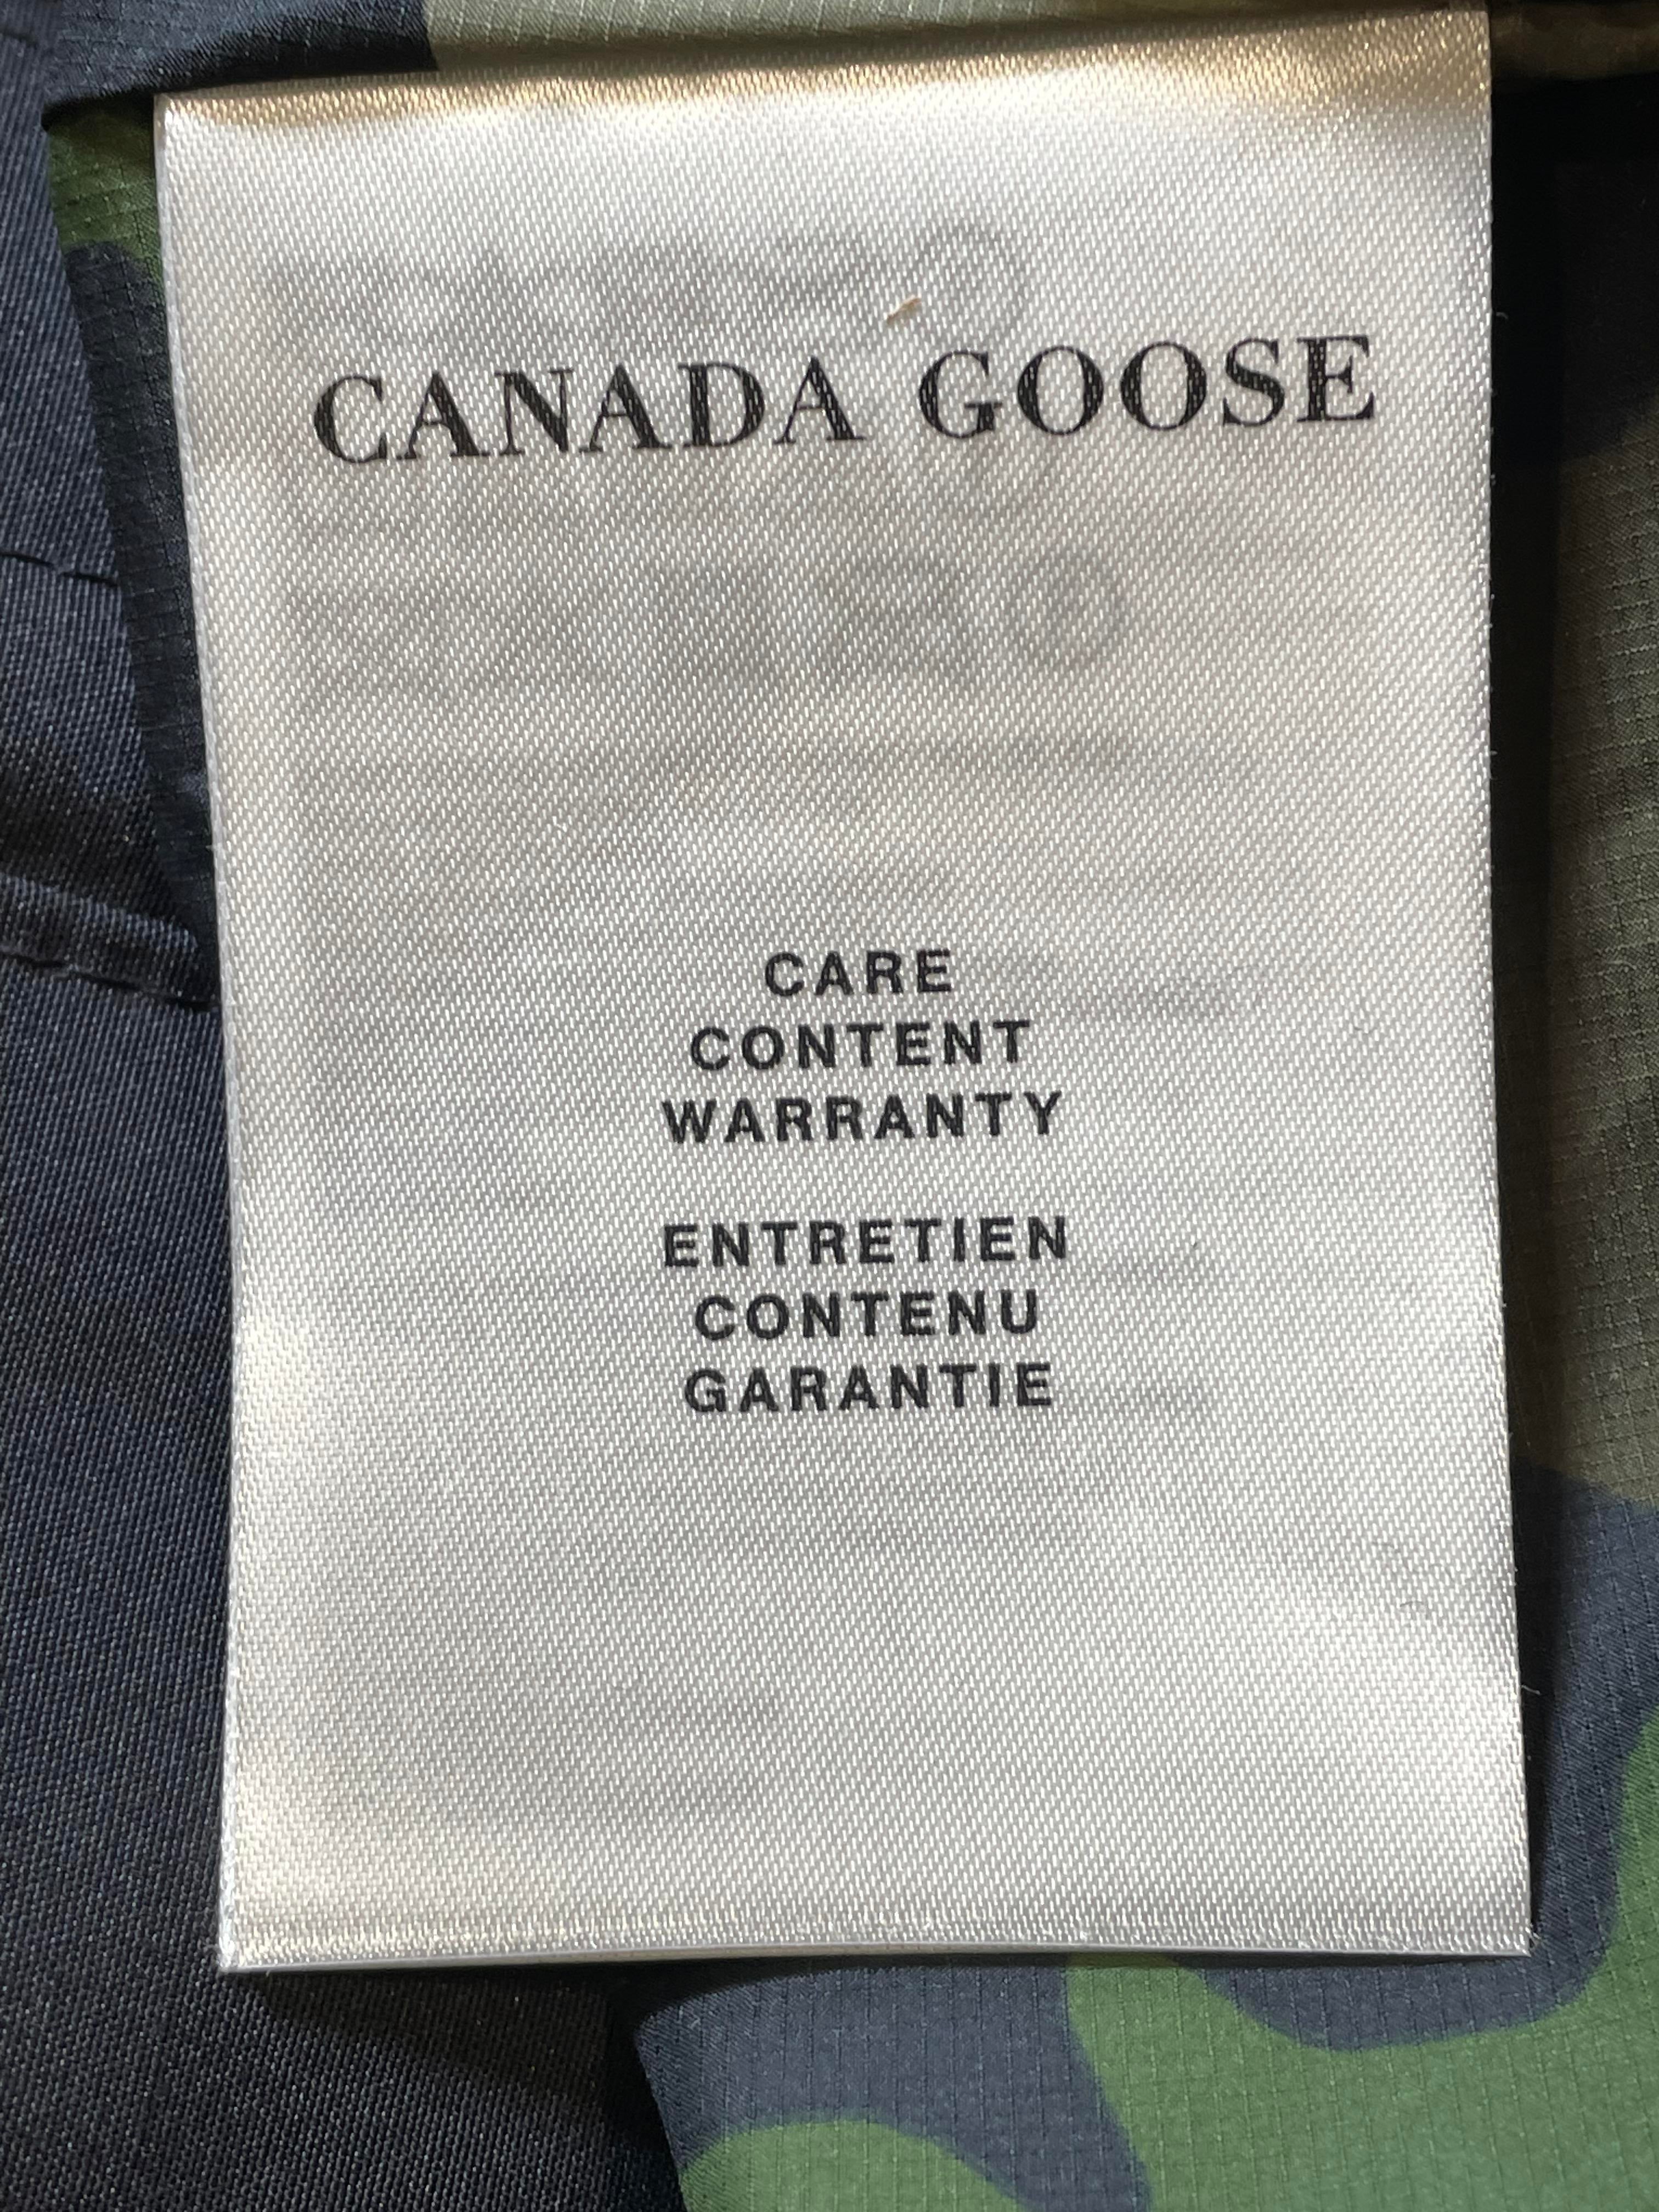 CANADA GOOSE
CARE
CONTENT
WARRANTY
ENTRETIEN
CONTENU
GARANTIE